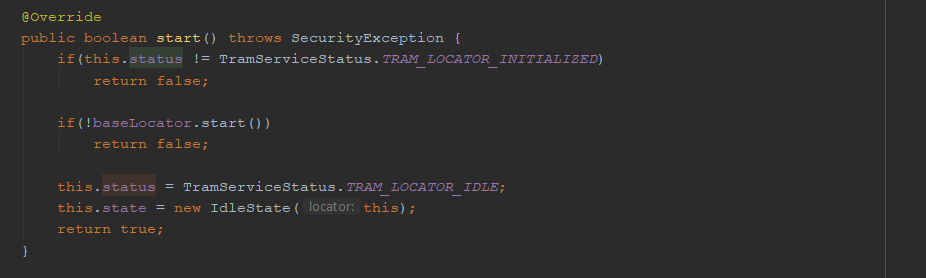 @Override
public boolean start() throws SecurityException {
if(this.status != TramServiceStatus.TRAM_LOCATOR_INITIALIZED)
return false;
if(!baseLocator.start())
return false;
this.status = TramServiceStatus.TRAM_LOCATOR_IDLE;
this.state = new IdleState( locator: this);
return true;
}